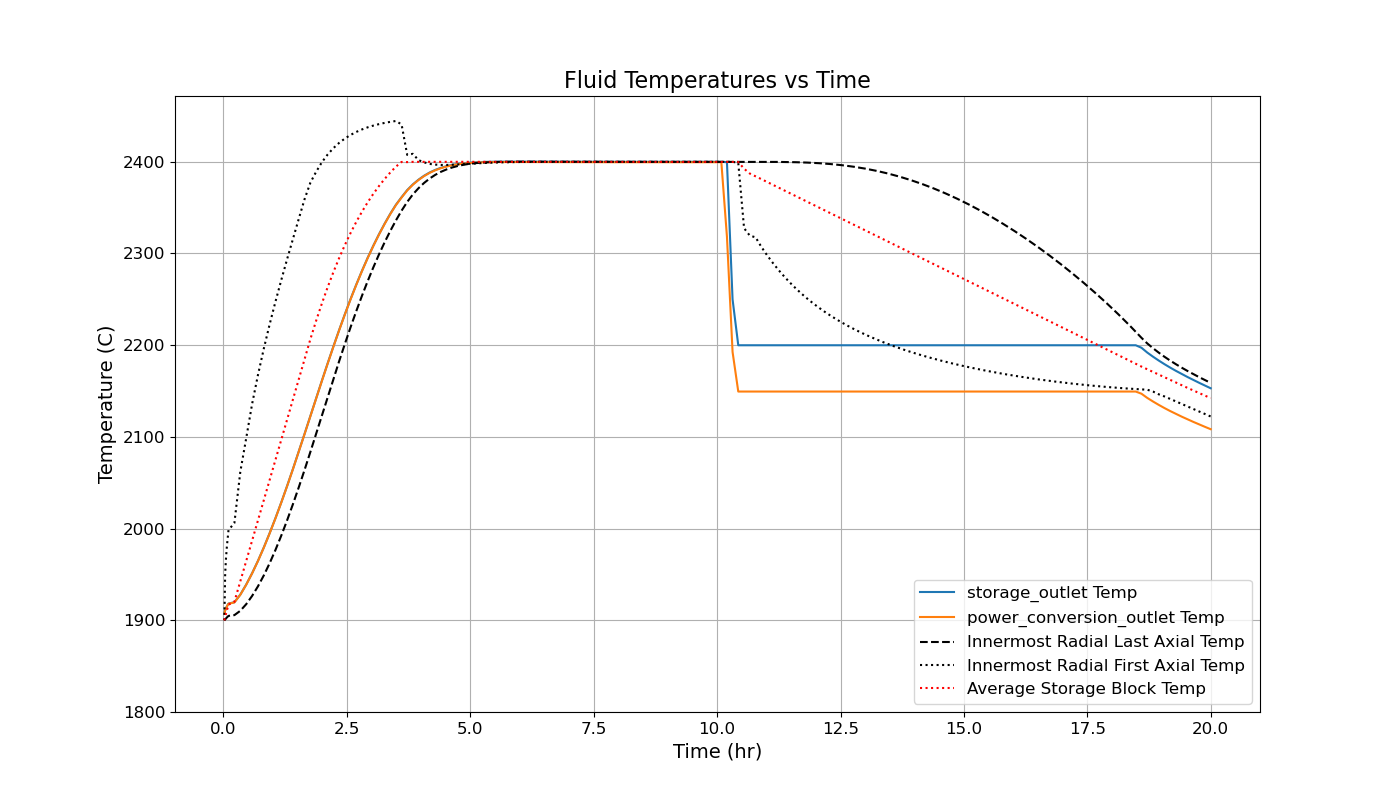 Fluid Temperatures vs Time
Temperature (C)
2400
2300
2200
2100
2000
1900
1800
storage_outlet Temp
power_conversion_outlet Temp
Innermost Radial Last Axial Temp
Innermost Radial First Axial Temp
Average Storage Block Temp
0.0 2.5 5.0 7.5 10.0 12.5 15.0 17.5 20.0
Time (hr)